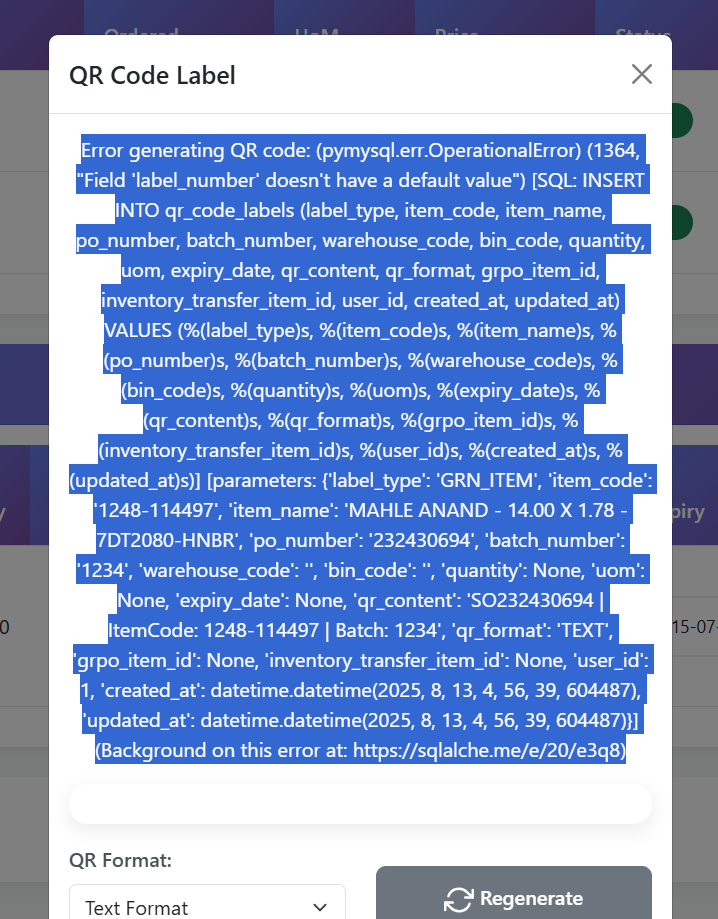 Ordered UoM Price Status
QR Code Label
Error generating QR code: (pymysql.err.OperationalError) (1364,
"Field 'label_number' doesn't have a default value") [SQL: INSERT
INTO qr_code_labels (label_type, item_code, item_name,
po_number, batch_number, warehouse_code, bin_code, quantity,
uom, expiry_date, qr_content, qr_format, grpo_item_id,
inventory_transfer_item_id, user_id, created_at, updated_at)
VALUES (%(label_type)s, %(item_code)s, %(item_name)s, %
(po_number)s, %(batch_number)s, %(warehouse_code)s, %
(bin_code)s, %(quantity)s, %(uom)s, %(expiry_date)s, %
(qr_content)s, %(qr_format)s, %(grpo_item_id)s, %
(inventory_transfer_item_id)s, %(user_id)s, %(created_at)s, %
(updated_at)s)] [parameters: {'label_type': 'GRN_ITEM', 'item_code':
'1248-114497', 'item_name': 'MAHLE ANAND - 14.00 X 1.78 -
7DT2080-HNBR', 'po_number': '232430694', 'batch_number':
'1234', 'warehouse_code': '', 'bin_code': '', 'quantity': None, 'uom':
None, 'expiry_date': None, 'qr_content': 'SO232430694 |
ItemCode: 1248-114497 | Batch: 1234', 'qr_format': 'TEXT',
'grpo_item_id': None, 'inventory_transfer_item_id': None, 'user_id':
1, 'created_at': datetime.datetime(2025, 8, 13, 4, 56, 39, 604487),
'updated_at': datetime.datetime(2025, 8, 13, 4, 56, 39, 604487)}]
(Background on this error at: https://sqlalche.me/e/20/e3q8)
y
piry
0
15-07-
QR Format:
Text Format
Regenerate